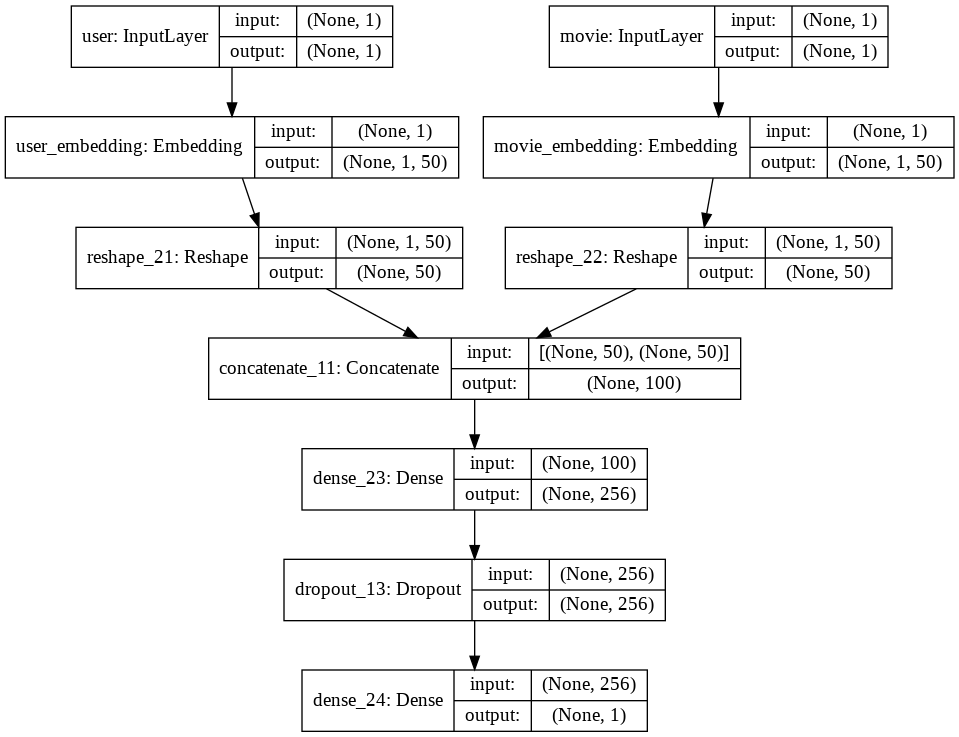 user: InputLayer input: (None, 1)
output: (None, 1)
movie: InputLayer input: (None, 1)
output: (None, 1)
user_embedding: Embedding input: (None, 1)
output: (None, 1, 50)
movie_embedding: Embedding input: (None, 1)
output: (None, 1, 50)
reshape_21: Reshape input: (None, 1, 50)
output: (None, 50)
reshape_22: Reshape input: (None, 1, 50)
output: (None, 50)
concatenate_11: Concatenate input: [(None, 50), (None, 50)]
output: (None, 100)
dense_23: Dense input: (None, 100)
output: (None, 256)
dropout_13: Dropout input: (None, 256)
output: (None, 256)
dense_24: Dense input: (None, 256)
output: (None, 1)